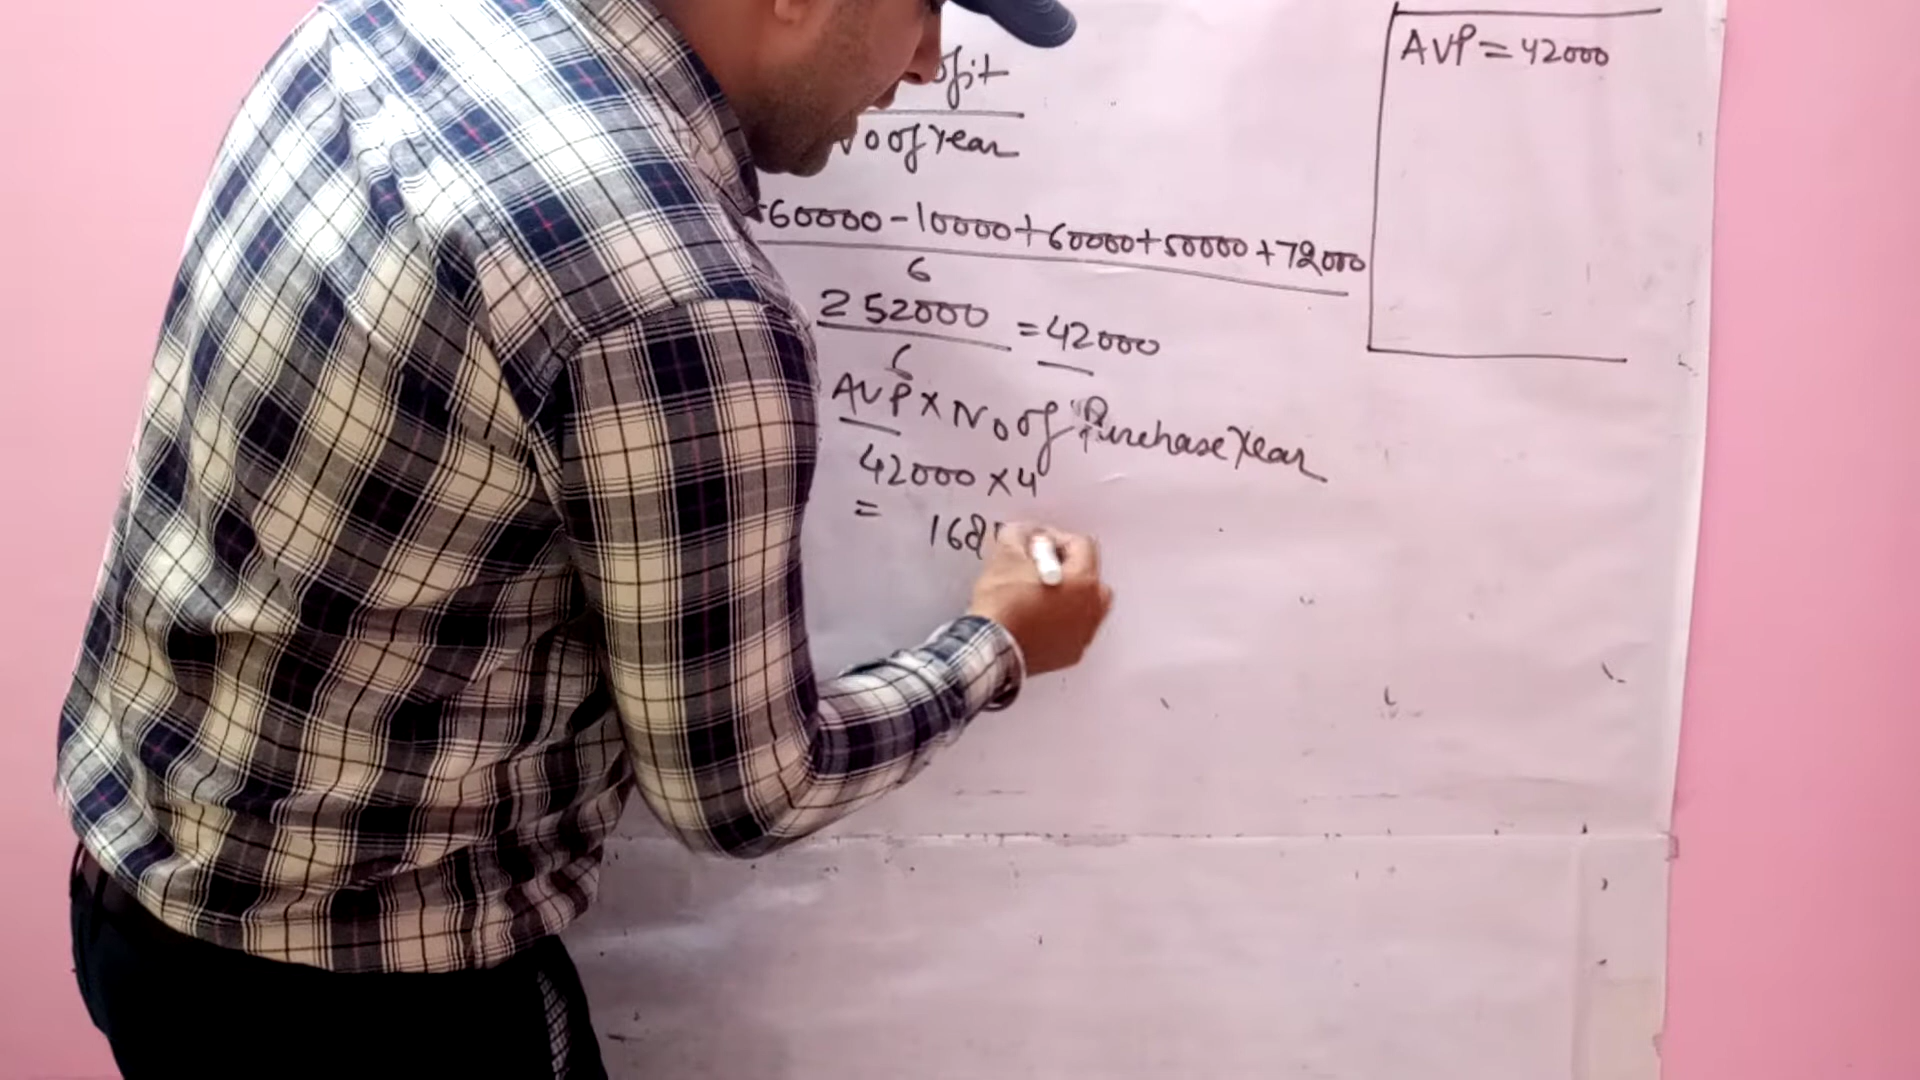 AVP = 42000
ofit
No of Year
60000 - 10000 + 60000 + 50000 + 72000
6
252000 = 42000
6
AVP × No of Purchase Year
42000 × 4
= 168